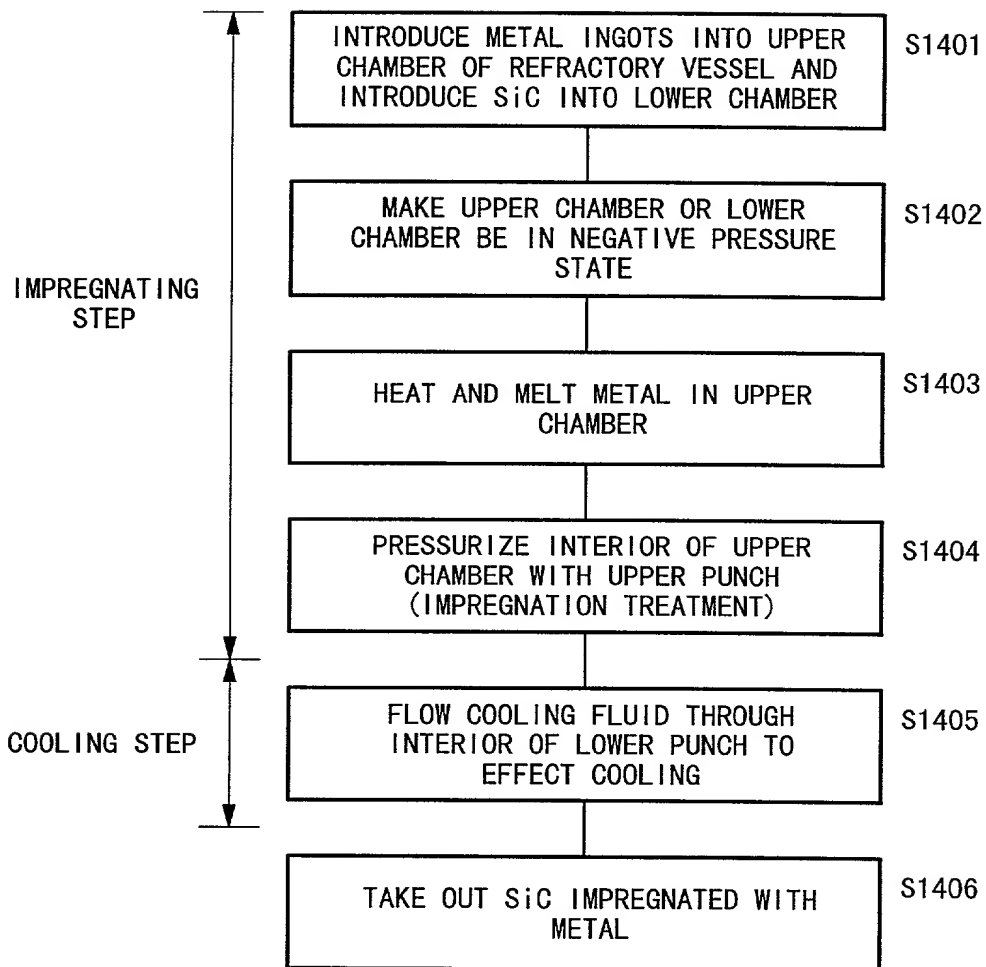 INTRODUCE METAL INGOTS INTO UPPER
CHAMBER OF REFRACTORY VESSEL AND
INTRODUCE SiC INTO LOWER CHAMBER
S1401
MAKE UPPER CHAMBER OR LOWER
CHAMBER BE IN NEGATIVE PRESSURE
STATE
S1402
IMPREGNATING
STEP
HEAT AND MELT METAL IN UPPER
CHAMBER
S1403
PRESSURIZE INTERIOR OF UPPER
CHAMBER WITH UPPER PUNCH
(IMPREGNATION TREATMENT)
S1404
COOLING STEP
FLOW COOLING FLUID THROUGH
INTERIOR OF LOWER PUNCH TO
EFFECT COOLING
S1405
TAKE OUT SiC IMPREGNATED WITH
METAL
S1406